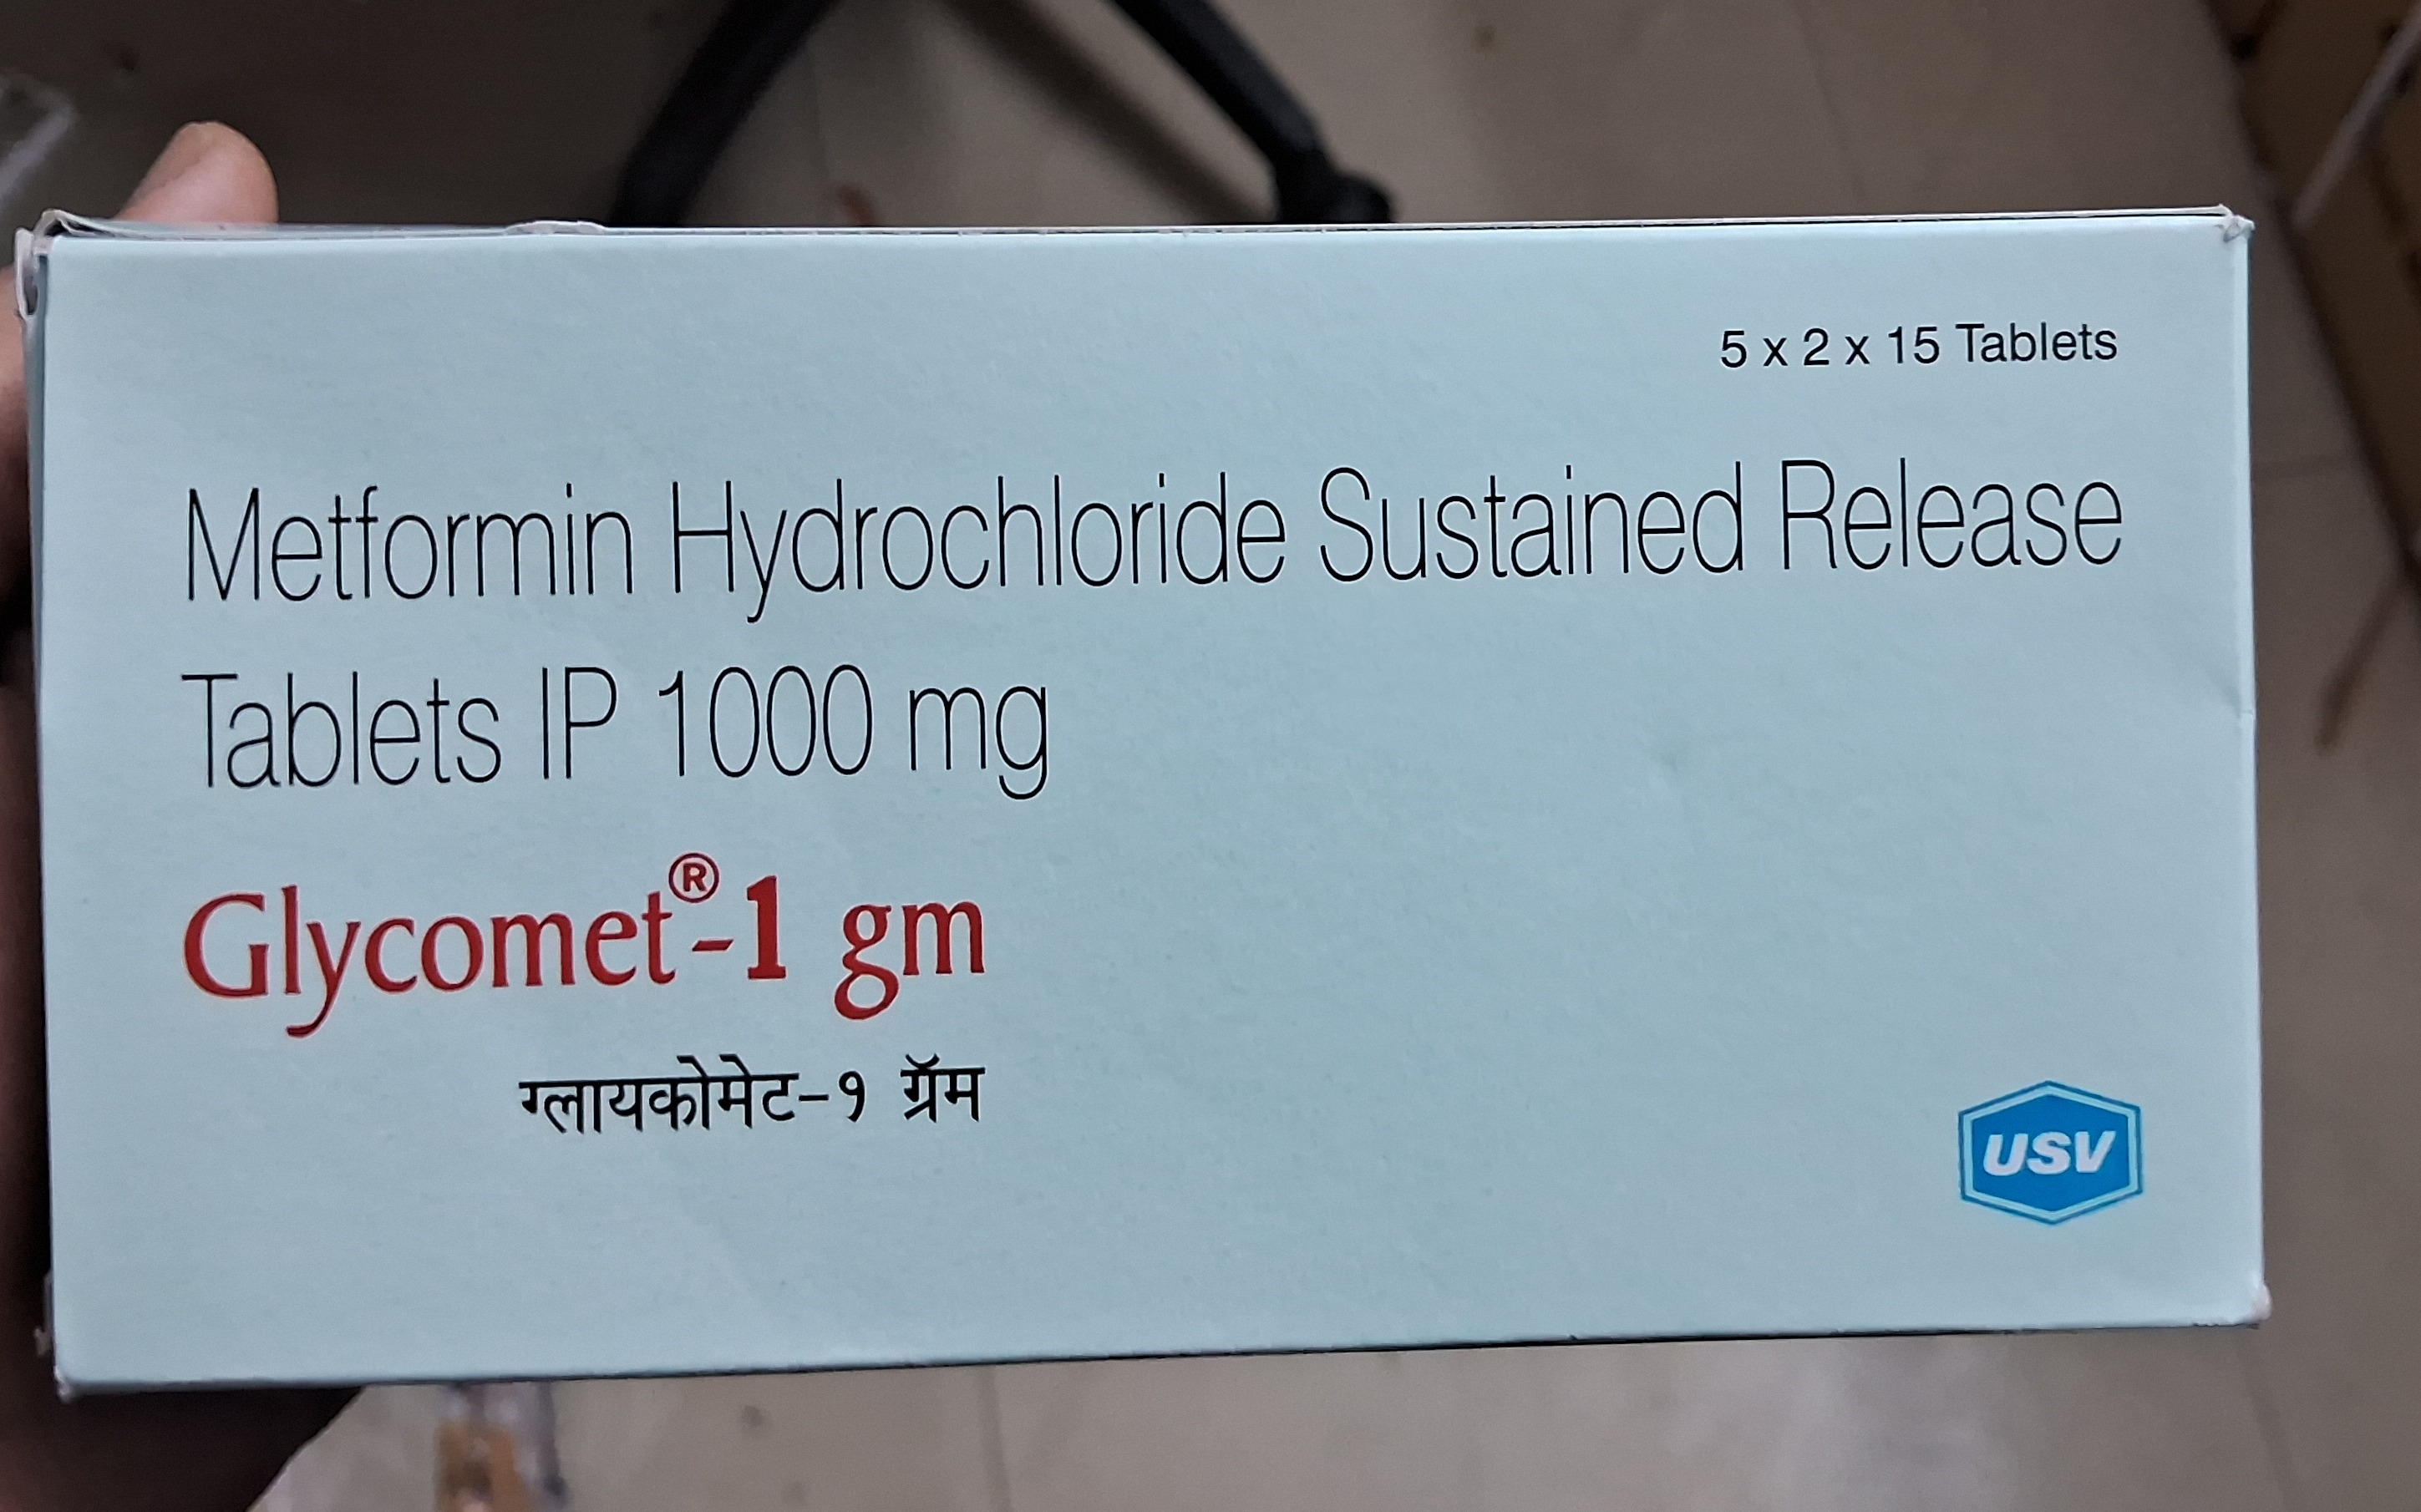 5 x 2 x 15 Tablets
Metformin Hydrochloride Sustained Release
Tablets IP 1000 mg
Glycomet®-1 gm
ग्लायकोमेट-१ ग्रॅम
USV